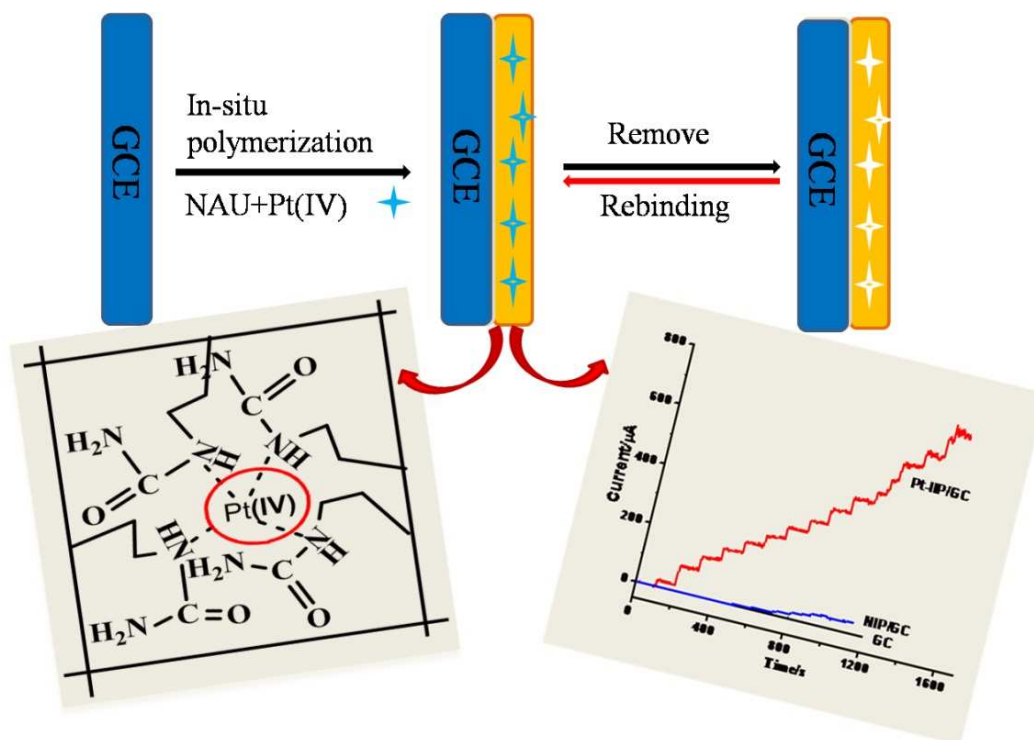 GCE
In-situ
polymerization
NAU+Pt(IV)
GCE
Remove
Rebinding
GCE
H₂N
C
O
NH
H₂N
C
O
NH
Pt(IV)
HN
H₂N
C
O
NH
H₂N
C=O
Current/µA
800
600
400
200
0
0
400
800
1200
1600
Time/s
Pt-IIP/GC
NIP/GC
GC